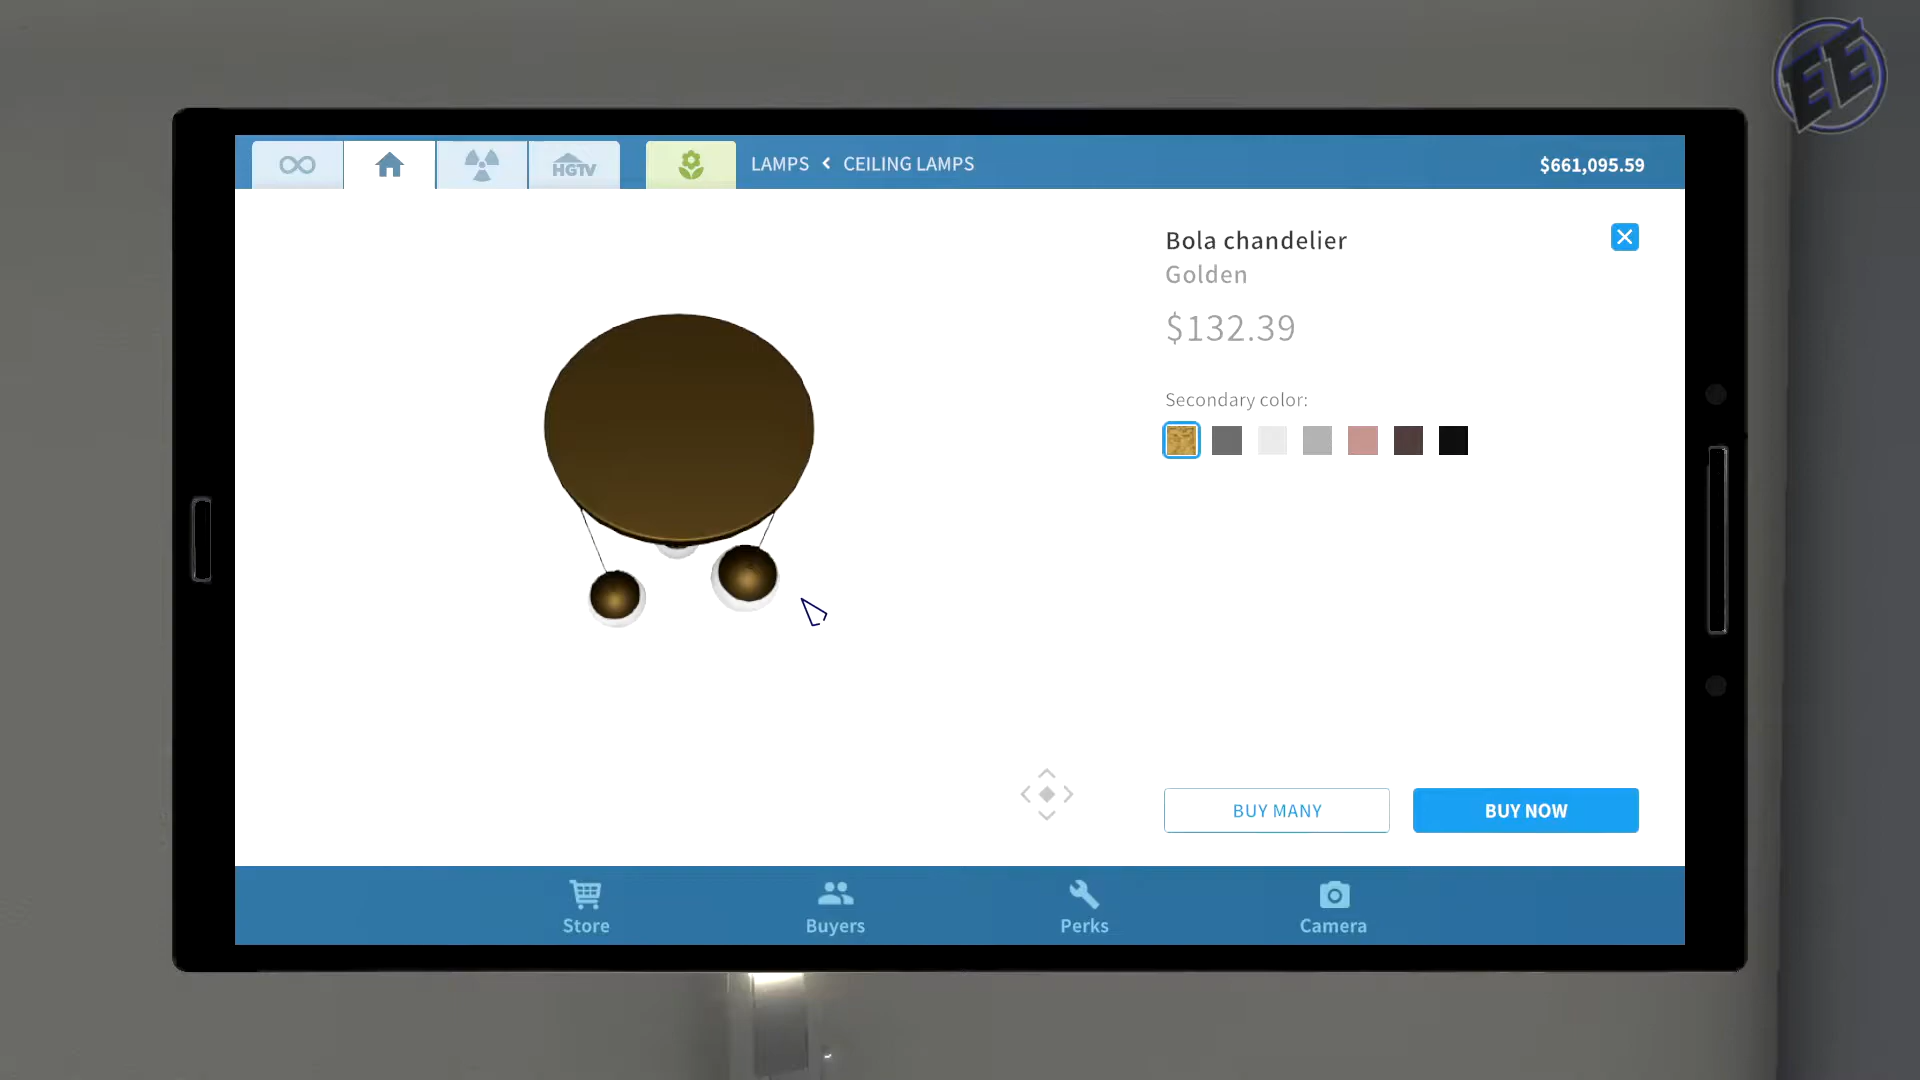 EE
HGTV
LAMPS < CEILING LAMPS
$661,095.59
Bola chandelier
Golden
$132.39
Secondary color:
BUY MANY
BUY NOW
Store
Buyers
Perks
Camera